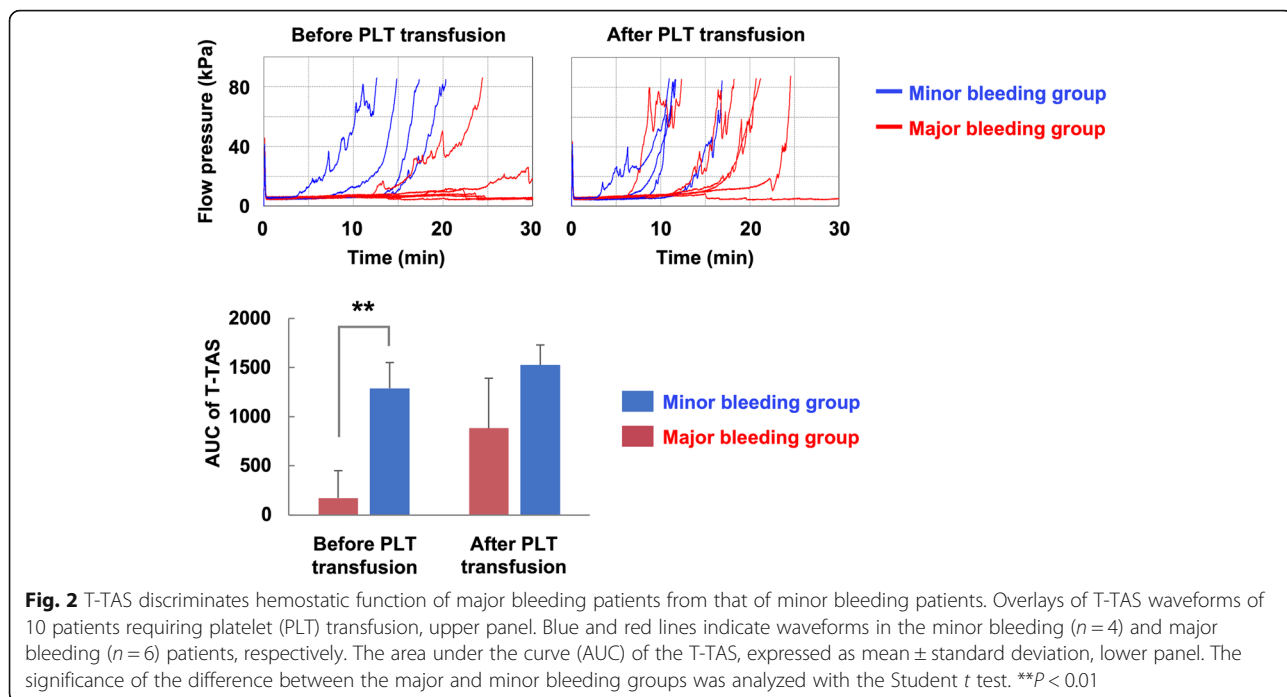 Before PLT transfusion
After PLT transfusion
Flow pressure (kPa)
80
40
0
0
10
20
30
0
10
20
30
Time (min)
Time (min)
Minor bleeding group
Major bleeding group
AUC of T-TAS
2000
1500
1000
500
0
**
Before PLT
transfusion
After PLT
transfusion
Minor bleeding group
Major bleeding group
Fig. 2 T-TAS discriminates hemostatic function of major bleeding patients from that of minor bleeding patients. Overlays of T-TAS waveforms of
10 patients requiring platelet (PLT) transfusion, upper panel. Blue and red lines indicate waveforms in the minor bleeding (n = 4) and major
bleeding (n = 6) patients, respectively. The area under the curve (AUC) of the T-TAS, expressed as mean ± standard deviation, lower panel. The
significance of the difference between the major and minor bleeding groups was analyzed with the Student t test. **P < 0.01